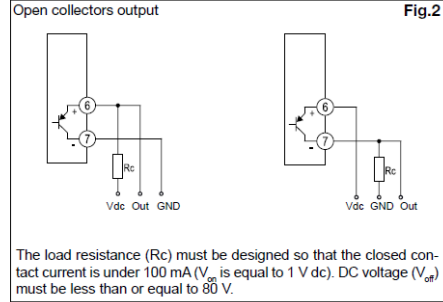 Open collectors output Fig.2
6 6
+ +
7 7
- -
Rc Rc
Vdc Out GND Vdc GND Out
The load resistance (Rc) must be designed so that the closed con-
tact current is under 100 mA (Von is equal to 1 V dc). DC voltage (Voff)
must be less than or equal to 80 V.